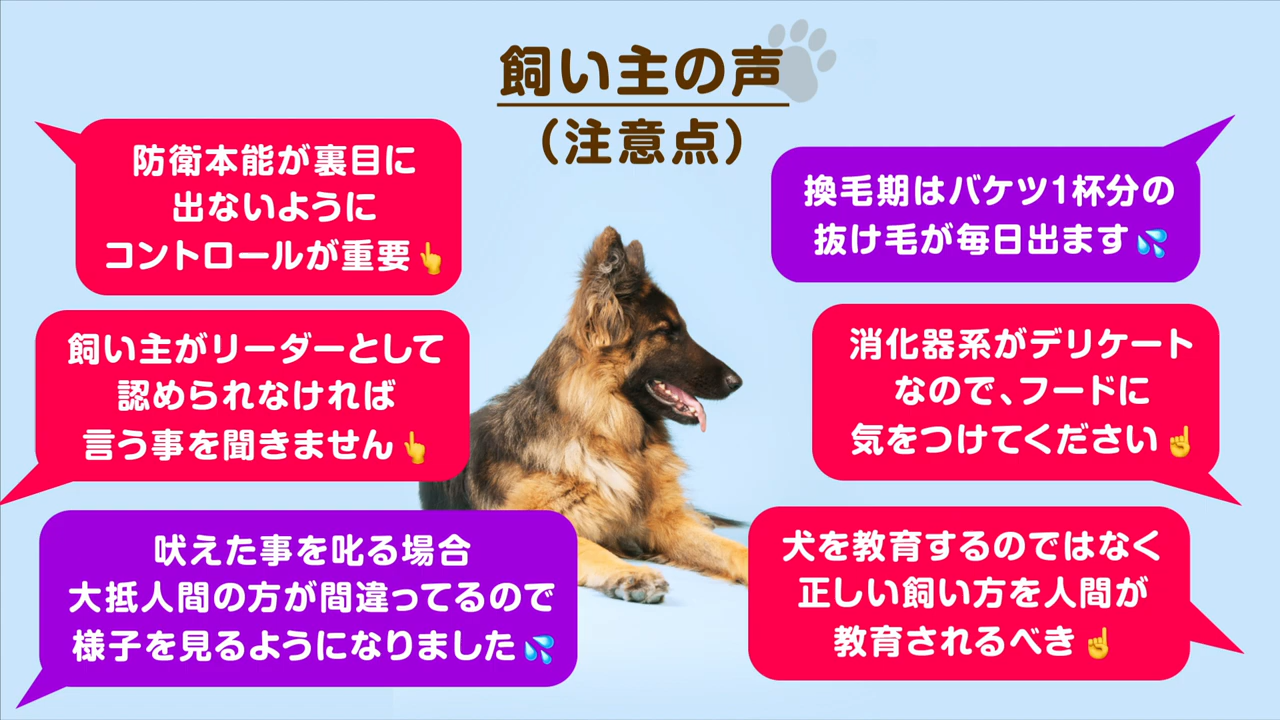 飼い主の声
（注意点）
防衛本能が裏目に
出ないように
コントロールが重要👆
換毛期はバケツ1杯分の
抜け毛が毎日出ます💦
飼い主がリーダーとして
認められなければ
言う事を聞きません👆
消化器系がデリケート
なので、フードに
気をつけてください☝
吠えた事を叱る場合
大抵人間の方が間違ってるので
様子を見るようになりました💦
犬を教育するのではなく
正しい飼い方を人間が
教育されるべき☝